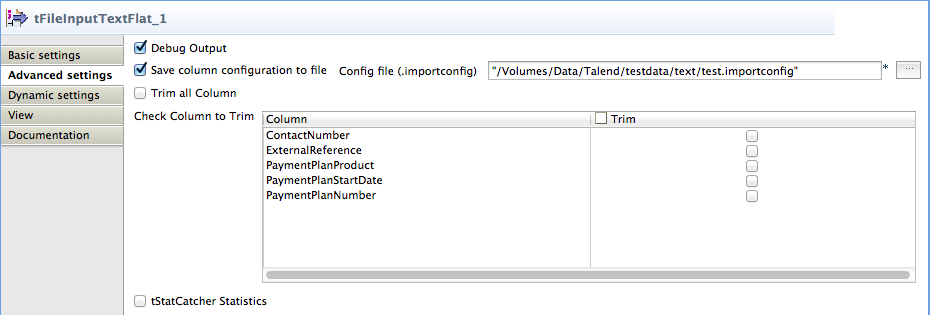 tFileInputTextFlat_1
Basic settings
Advanced settings
Dynamic settings
View
Documentation
Debug Output
Save column configuration to file Config file (.importconfig) "/Volumes/Data/Talend/testdata/text/test.importconfig" * ...
Trim all Column
Check Column to Trim
Column Trim
ContactNumber
ExternalReference
PaymentPlanProduct
PaymentPlanStartDate
PaymentPlanNumber
tStatCatcher Statistics